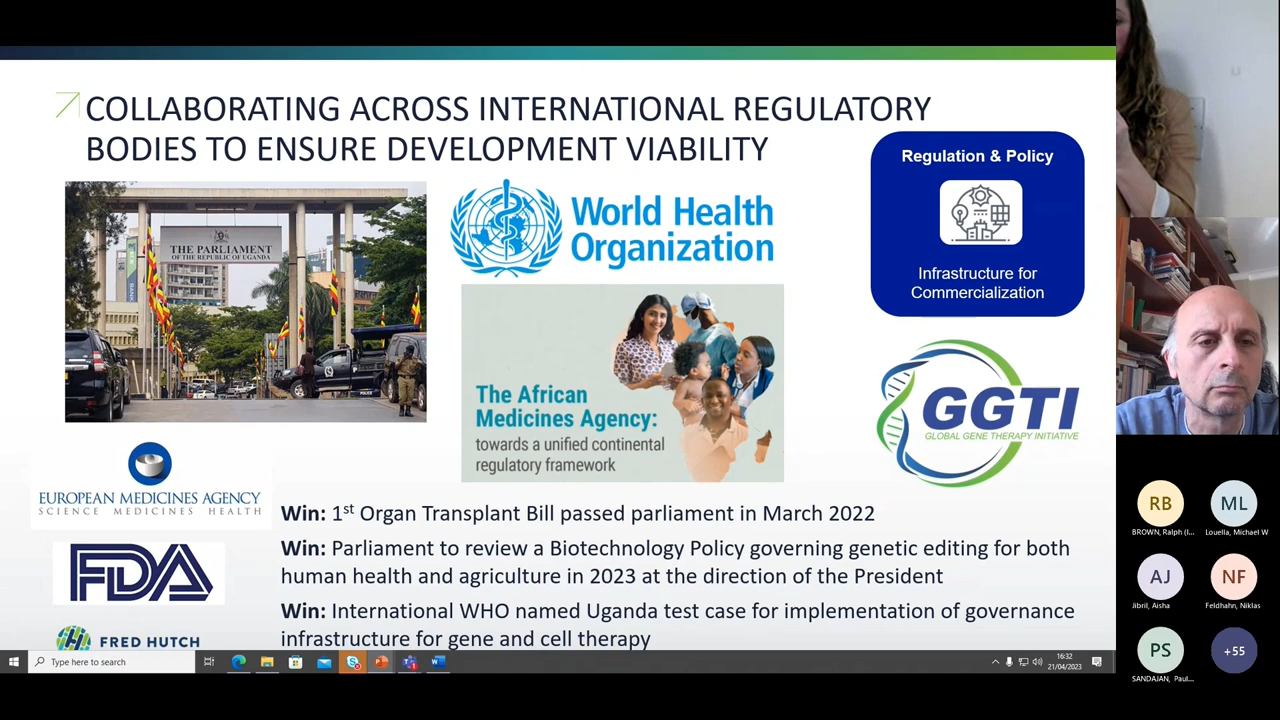 COLLABORATING ACROSS INTERNATIONAL REGULATORY
BODIES TO ENSURE DEVELOPMENT VIABILITY
THE PARLIAMENT
OF THE REPUBLIC OF UGANDA
BANK
POLICE
World Health
Organization
Regulation & Policy
Infrastructure for
Commercialization
The African
Medicines Agency:
towards a unified continental
regulatory framework
GGTI
GLOBAL GENE THERAPY INITIATIVE
EUROPEAN MEDICINES AGENCY
SCIENCE MEDICINES HEALTH
FDA
FRED HUTCH
Win: 1st Organ Transplant Bill passed parliament in March 2022
Win: Parliament to review a Biotechnology Policy governing genetic editing for both
human health and agriculture in 2023 at the direction of the President
Win: International WHO named Uganda test case for implementation of governance
infrastructure for gene and cell therapy
Type here to search
16:32
21/04/2023
RB
BROWN, Ralph (I...
ML
Louella, Michael W
AJ
Jibril, Aisha
NF
Feldhahn, Niklas
PS
SANDAJAN, Paul...
+55